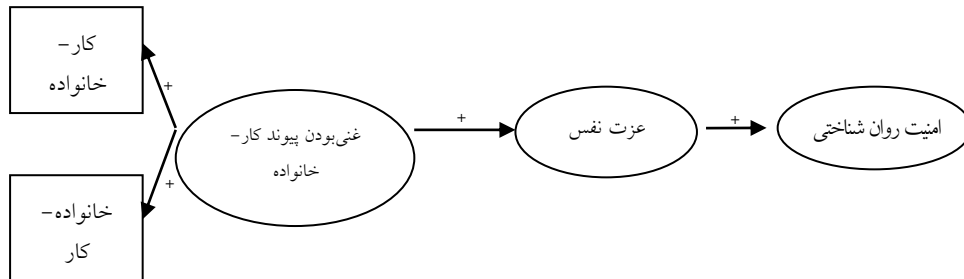 کار-
خانواده
+
+
خانواده-
کار
غنی‌بودن پیوند کار-
خانواده
+
عزت نفس
+
امنیت روان شناختی